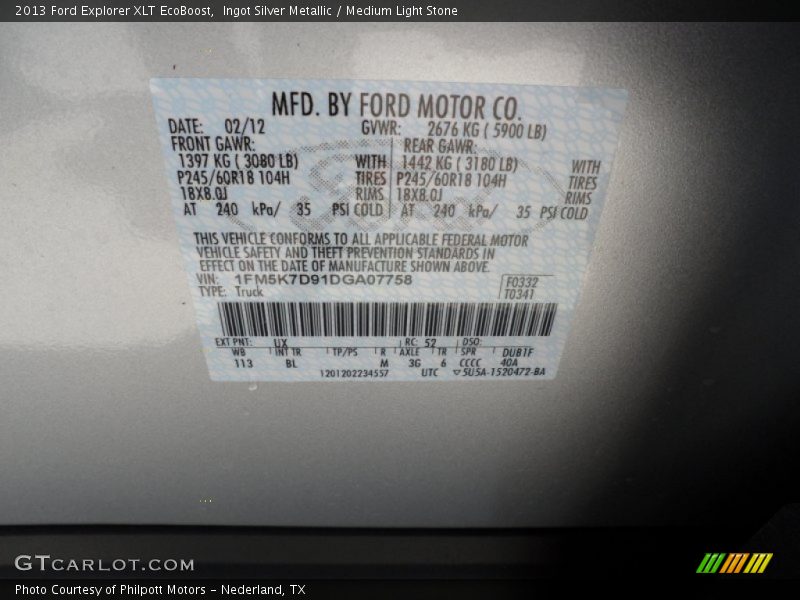 2013 Ford Explorer XLT EcoBoost,  Ingot Silver Metallic / Medium Light Stone
MFD. BY FORD MOTOR CO.
DATE: 02/12 GVWR: 2676 KG ( 5900 LB)
FRONT GAWR: REAR GAWR:
1397 KG ( 3080 LB) WITH 1442 KG ( 3180 LB) WITH
P245/60R18 104H TIRES P245/60R18 104H TIRES
18X8.0J RIMS 18X8.0J RIMS
AT 240 kPa/ 35 PSI COLD AT 240 kPa/ 35 PSI COLD
THIS VEHICLE CONFORMS TO ALL APPLICABLE FEDERAL MOTOR
VEHICLE SAFETY AND THEFT PREVENTION STANDARDS IN
EFFECT ON THE DATE OF MANUFACTURE SHOWN ABOVE.
VIN: 1FM5K7D91DGA07758 F0332
TYPE: Truck T0341
EXT PNT: UX RC: 52 DSO:
WB INT TR TP/PS R AXLE TR SPR DUB1F
113 BL M 3G 6 CCCC 40A
1201202234557 UTC ▽5U5A-1520472-BA
GTCARLOT.COM
Photo Courtesy of Philpott Motors - Nederland, TX